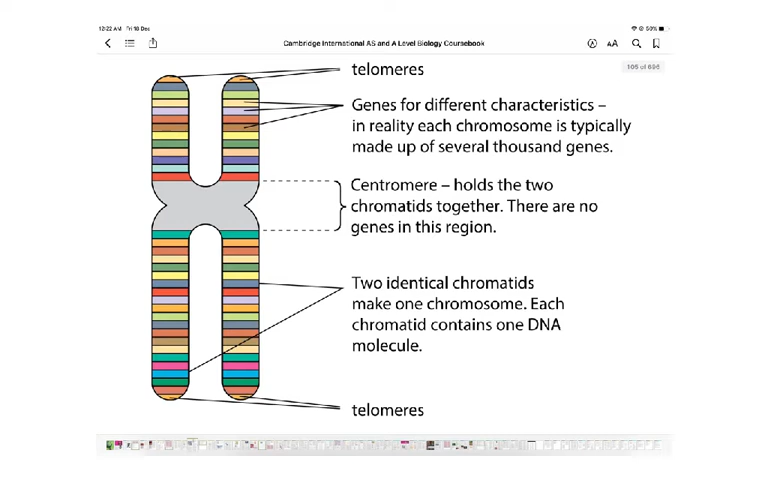 12:22 AM Fri 18 Dec
50%
Cambridge International AS and A Level Biology Coursebook
AA
105 of 696
telomeres
Genes for different characteristics –
in reality each chromosome is typically
made up of several thousand genes.
Centromere – holds the two
chromatids together. There are no
genes in this region.
Two identical chromatids
make one chromosome. Each
chromatid contains one DNA
molecule.
telomeres